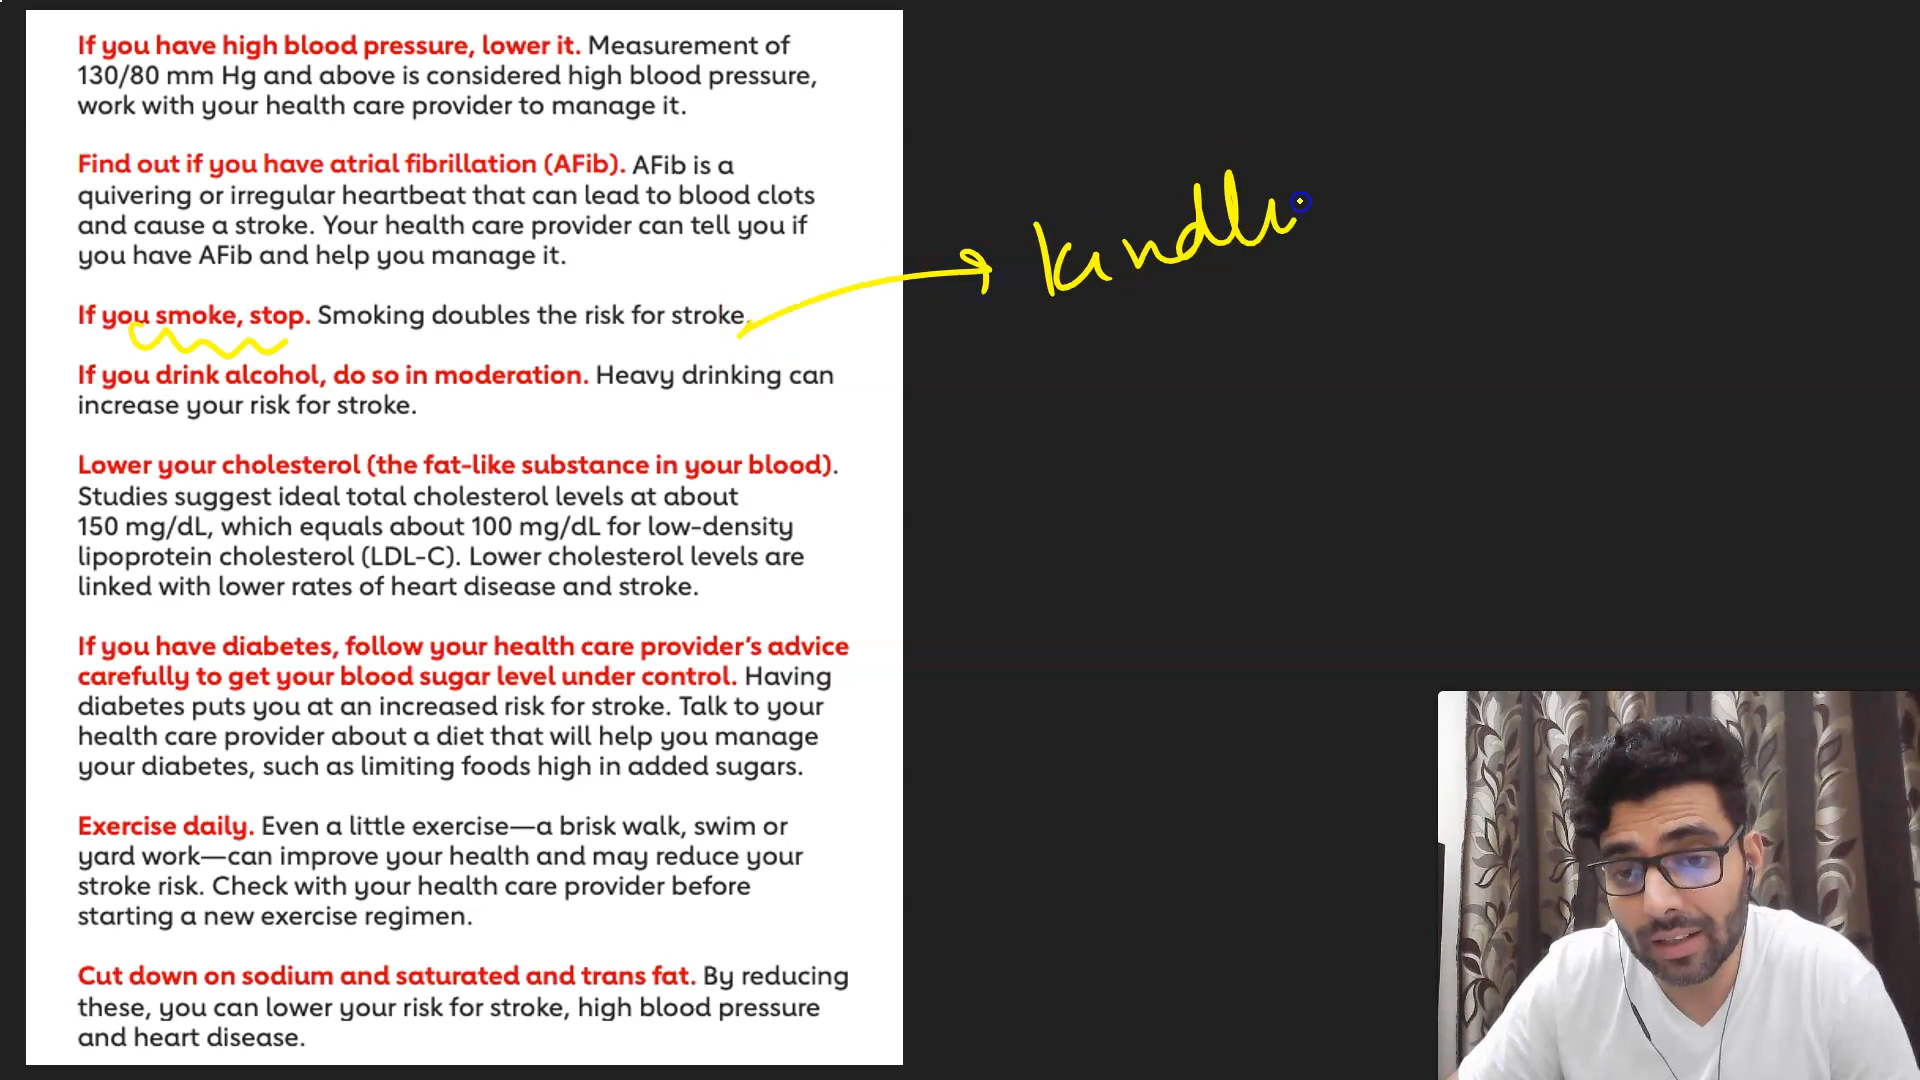 If you have high blood pressure, lower it. Measurement of
130/80 mm Hg and above is considered high blood pressure,
work with your health care provider to manage it.
Find out if you have atrial fibrillation (AFib). AFib is a
quivering or irregular heartbeat that can lead to blood clots
and cause a stroke. Your health care provider can tell you if
you have AFib and help you manage it.
If you smoke, stop. Smoking doubles the risk for stroke.
If you drink alcohol, do so in moderation. Heavy drinking can
increase your risk for stroke.
Lower your cholesterol (the fat-like substance in your blood).
Studies suggest ideal total cholesterol levels at about
150 mg/dL, which equals about 100 mg/dL for low-density
lipoprotein cholesterol (LDL-C). Lower cholesterol levels are
linked with lower rates of heart disease and stroke.
If you have diabetes, follow your health care provider’s advice
carefully to get your blood sugar level under control. Having
diabetes puts you at an increased risk for stroke. Talk to your
health care provider about a diet that will help you manage
your diabetes, such as limiting foods high in added sugars.
Exercise daily. Even a little exercise—a brisk walk, swim or
yard work—can improve your health and may reduce your
stroke risk. Check with your health care provider before
starting a new exercise regimen.
Cut down on sodium and saturated and trans fat. By reducing
these, you can lower your risk for stroke, high blood pressure
and heart disease.